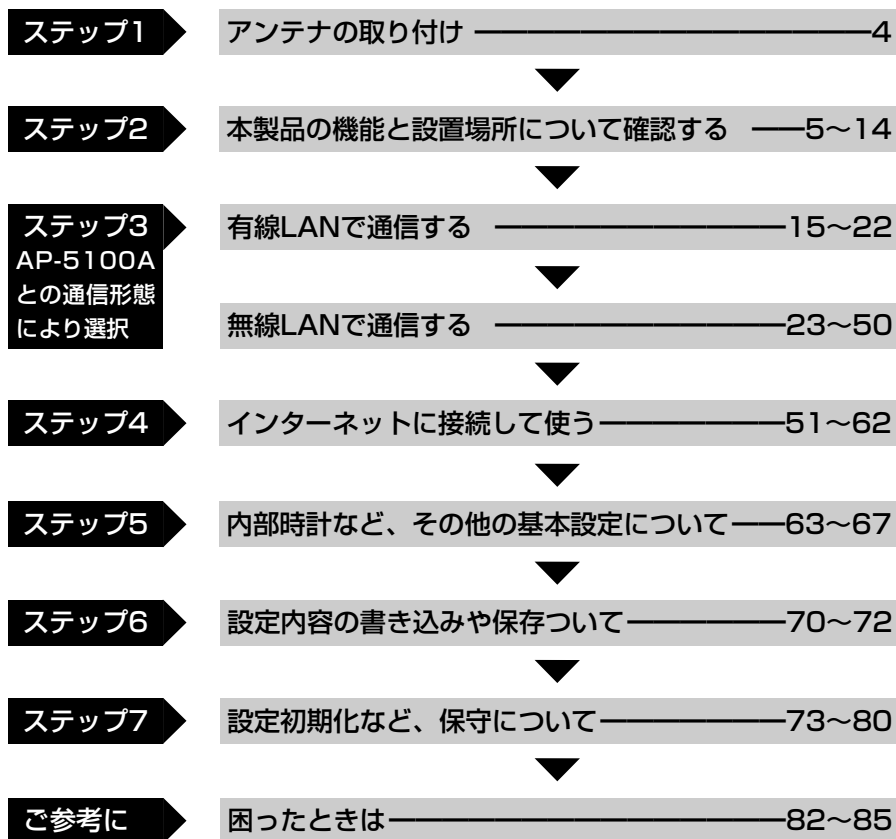 ステップ1 アンテナの取り付け ―――――――――――――――4
ステップ2 本製品の機能と設置場所について確認する ――5〜14
ステップ3 有線LANで通信する ―――――――――――15〜22
AP-5100A
との通信形態
により選択 無線LANで通信する ―――――――――――23〜50
ステップ4 インターネットに接続して使う―――――――51〜62
ステップ5 内部時計など、その他の基本設定について――63〜67
ステップ6 設定内容の書き込みや保存ついて――――――70〜72
ステップ7 設定初期化など、保守について―――――――73〜80
ご参考に 困ったときは―――――――――――――――82〜85